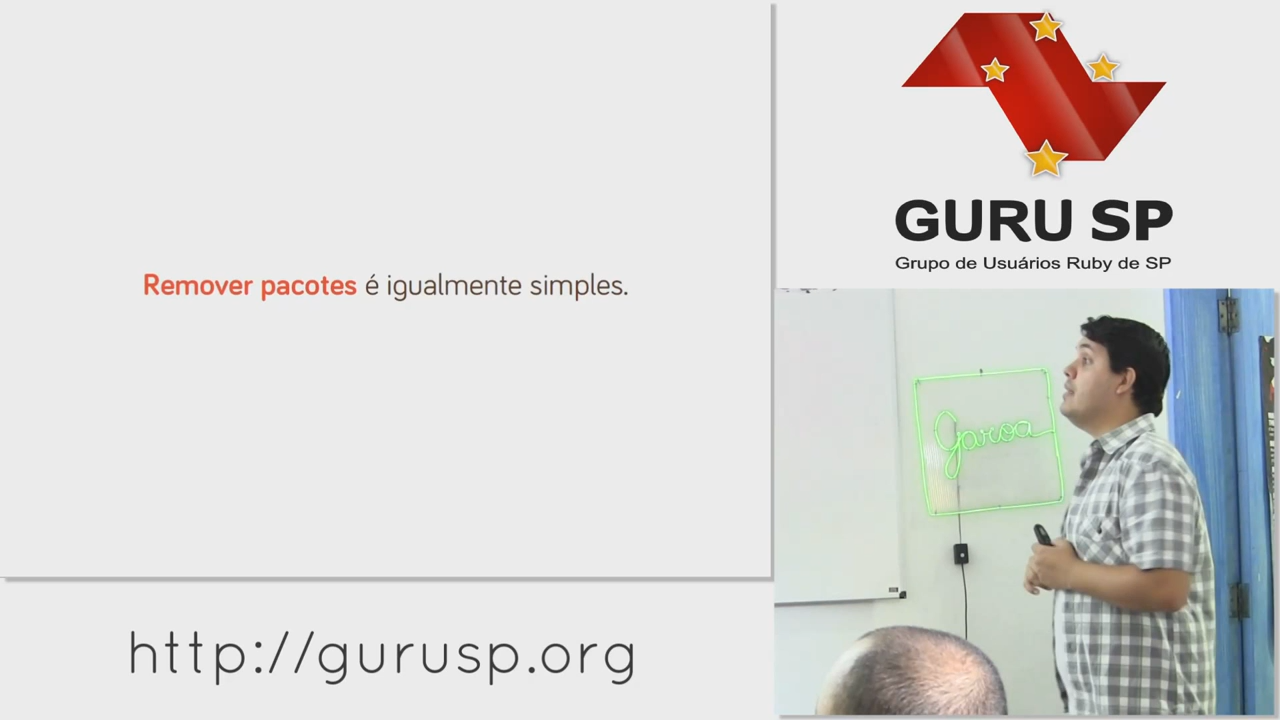 Remover pacotes é igualmente simples.
GURU SP
Grupo de Usuários Ruby de SP
Garoa
http://gurusp.org